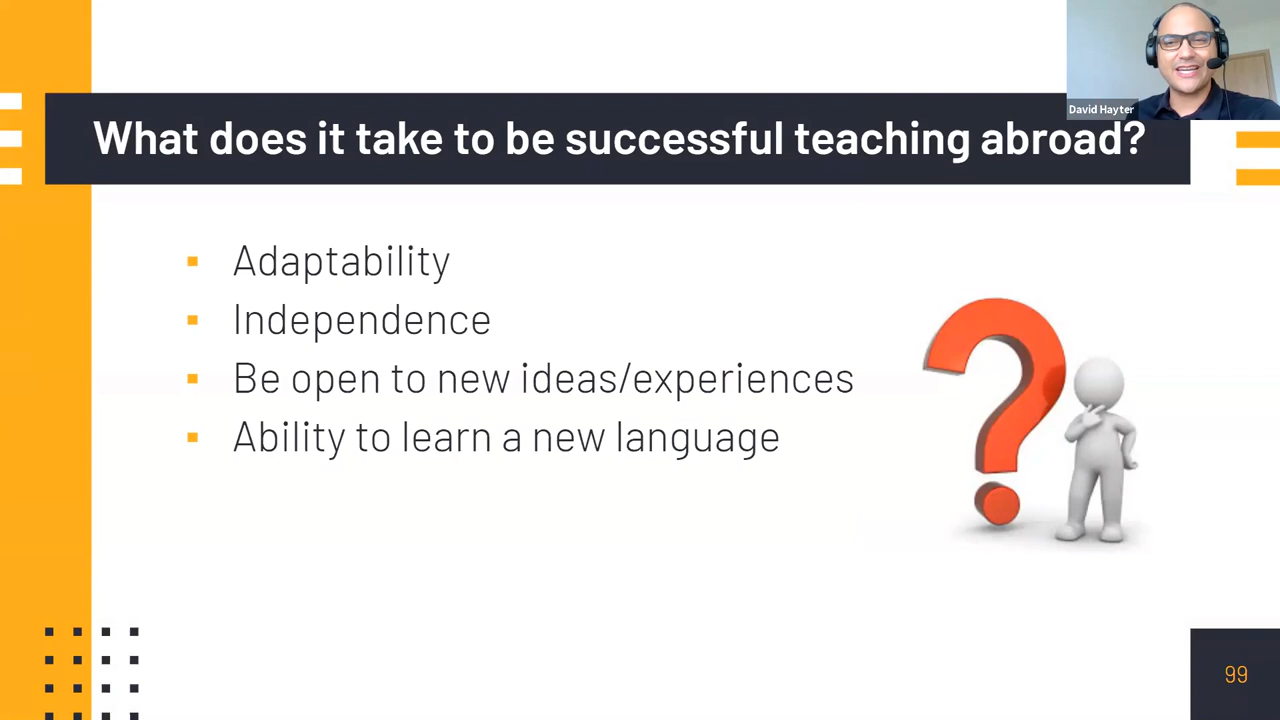 David Hayter
What does it take to be successful teaching abroad?
Adaptability
Independence
Be open to new ideas/experiences
Ability to learn a new language
99